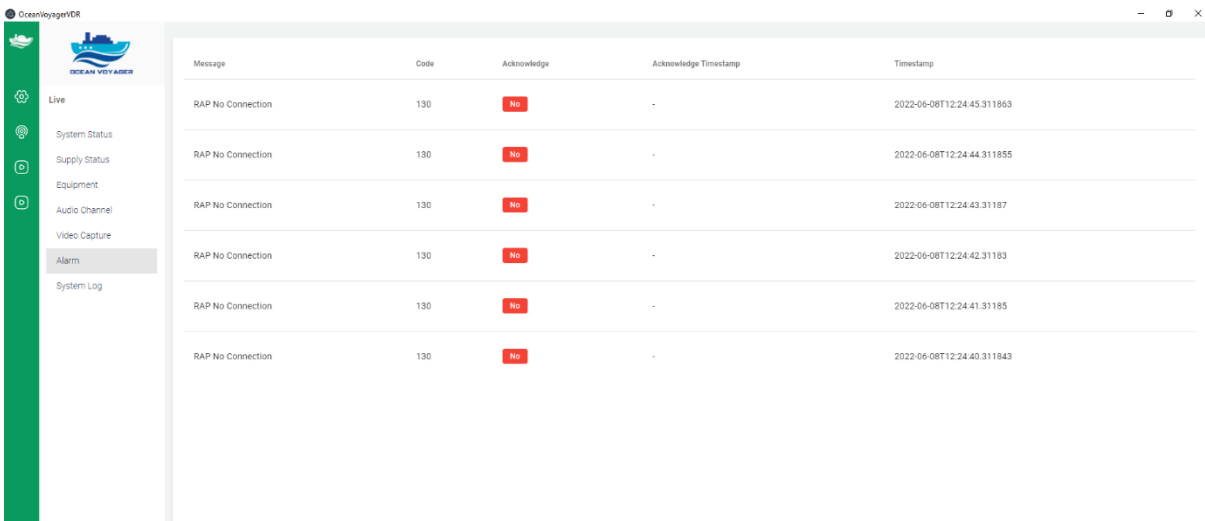 OceanVoyagerVDR
OCEAN VOYAGER
Live
System Status
Supply Status
Equipment
Audio Channel
Video Capture
Alarm
System Log
Message Code Acknowledge Acknowledge Timestamp Timestamp
RAP No Connection 130 No - 2022-06-08T12:24:45.311863
RAP No Connection 130 No - 2022-06-08T12:24:44.311855
RAP No Connection 130 No - 2022-06-08T12:24:43.31187
RAP No Connection 130 No - 2022-06-08T12:24:42.31183
RAP No Connection 130 No - 2022-06-08T12:24:41.31185
RAP No Connection 130 No - 2022-06-08T12:24:40.311843